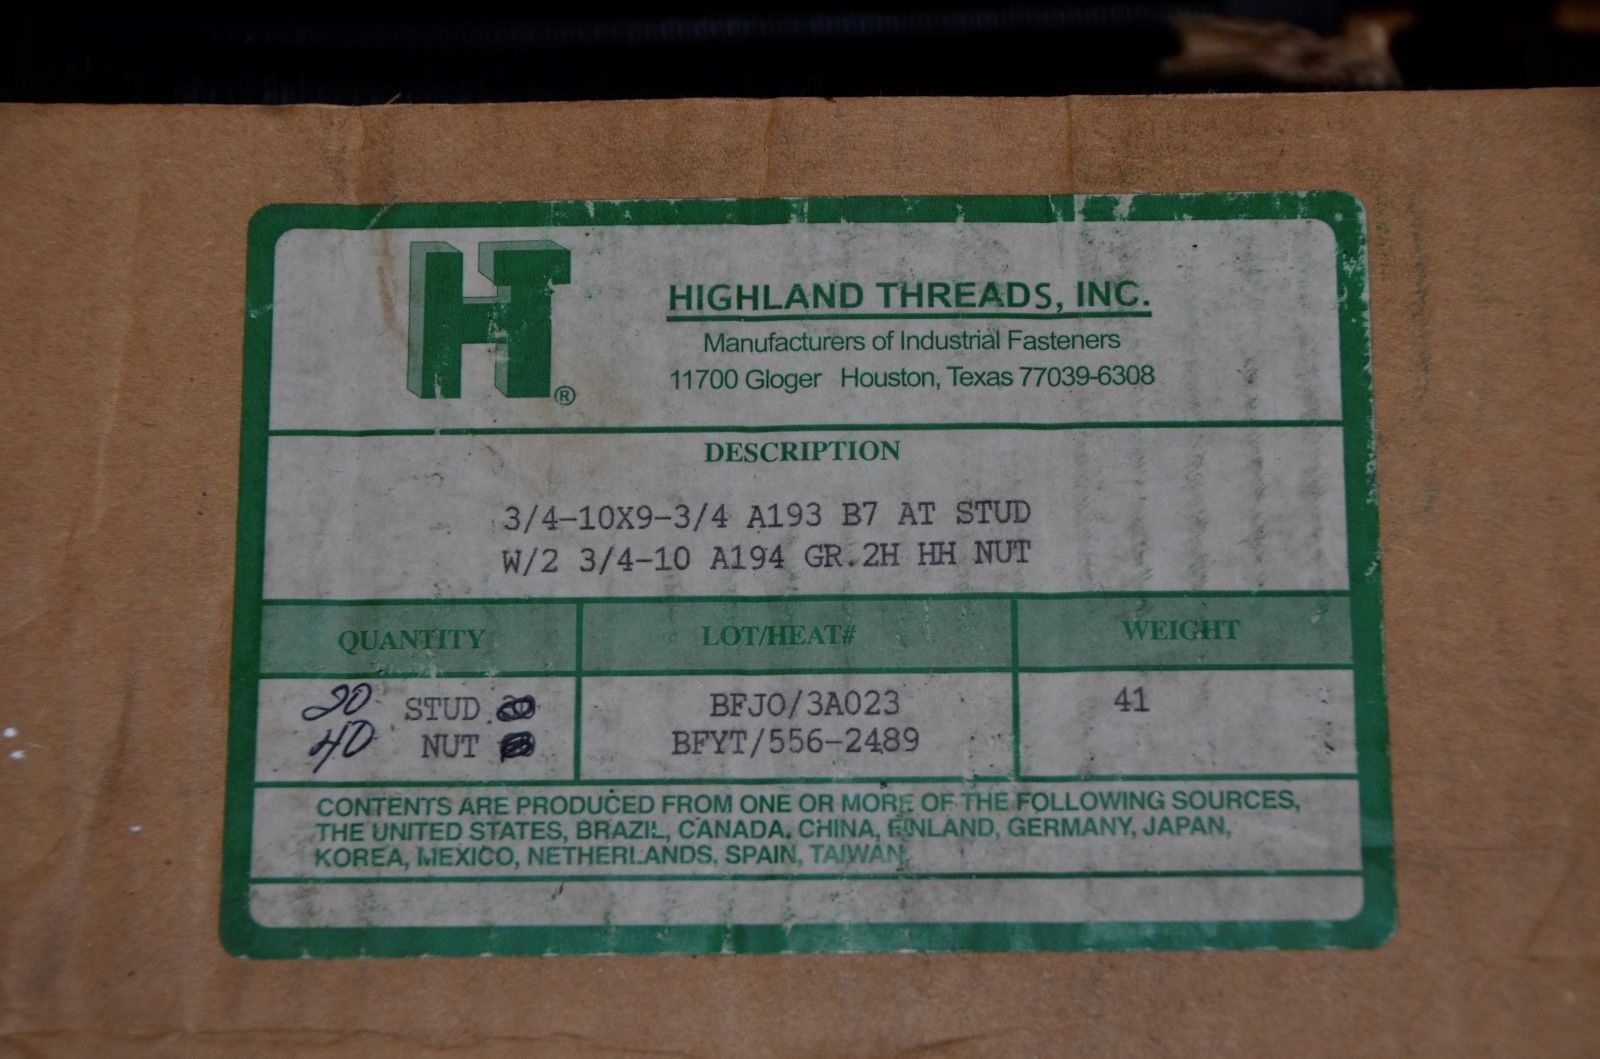 HT®
HIGHLAND THREADS, INC.
Manufacturers of Industrial Fasteners
11700 Gloger Houston, Texas 77039-6308
DESCRIPTION
3/4-10X9-3/4 A193 B7 AT STUD
W/2 3/4-10 A194 GR.2H HH NUT
QUANTITY LOT/HEAT# WEIGHT
20 STUD BFJO/3A023 41
40 NUT BFYT/556-2489
CONTENTS ARE PRODUCED FROM ONE OR MORE OF THE FOLLOWING SOURCES,
THE UNITED STATES, BRAZIL, CANADA, CHINA, FINLAND, GERMANY, JAPAN,
KOREA, MEXICO, NETHERLANDS, SPAIN, TAIWAN.